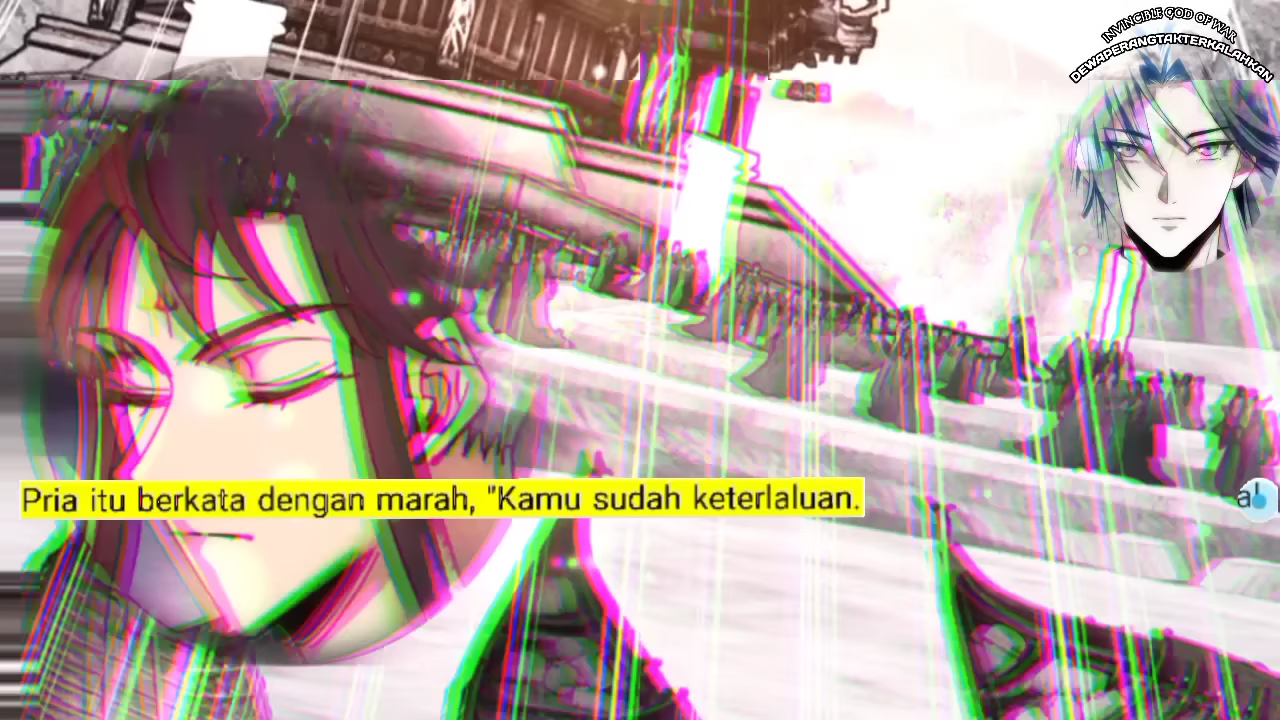 INVINCIBLE GOD OF WAR
DEWAPERANGTAKTERKALAHKAN
Pria itu berkata dengan marah, "Kamu sudah keterlaluan.
a!